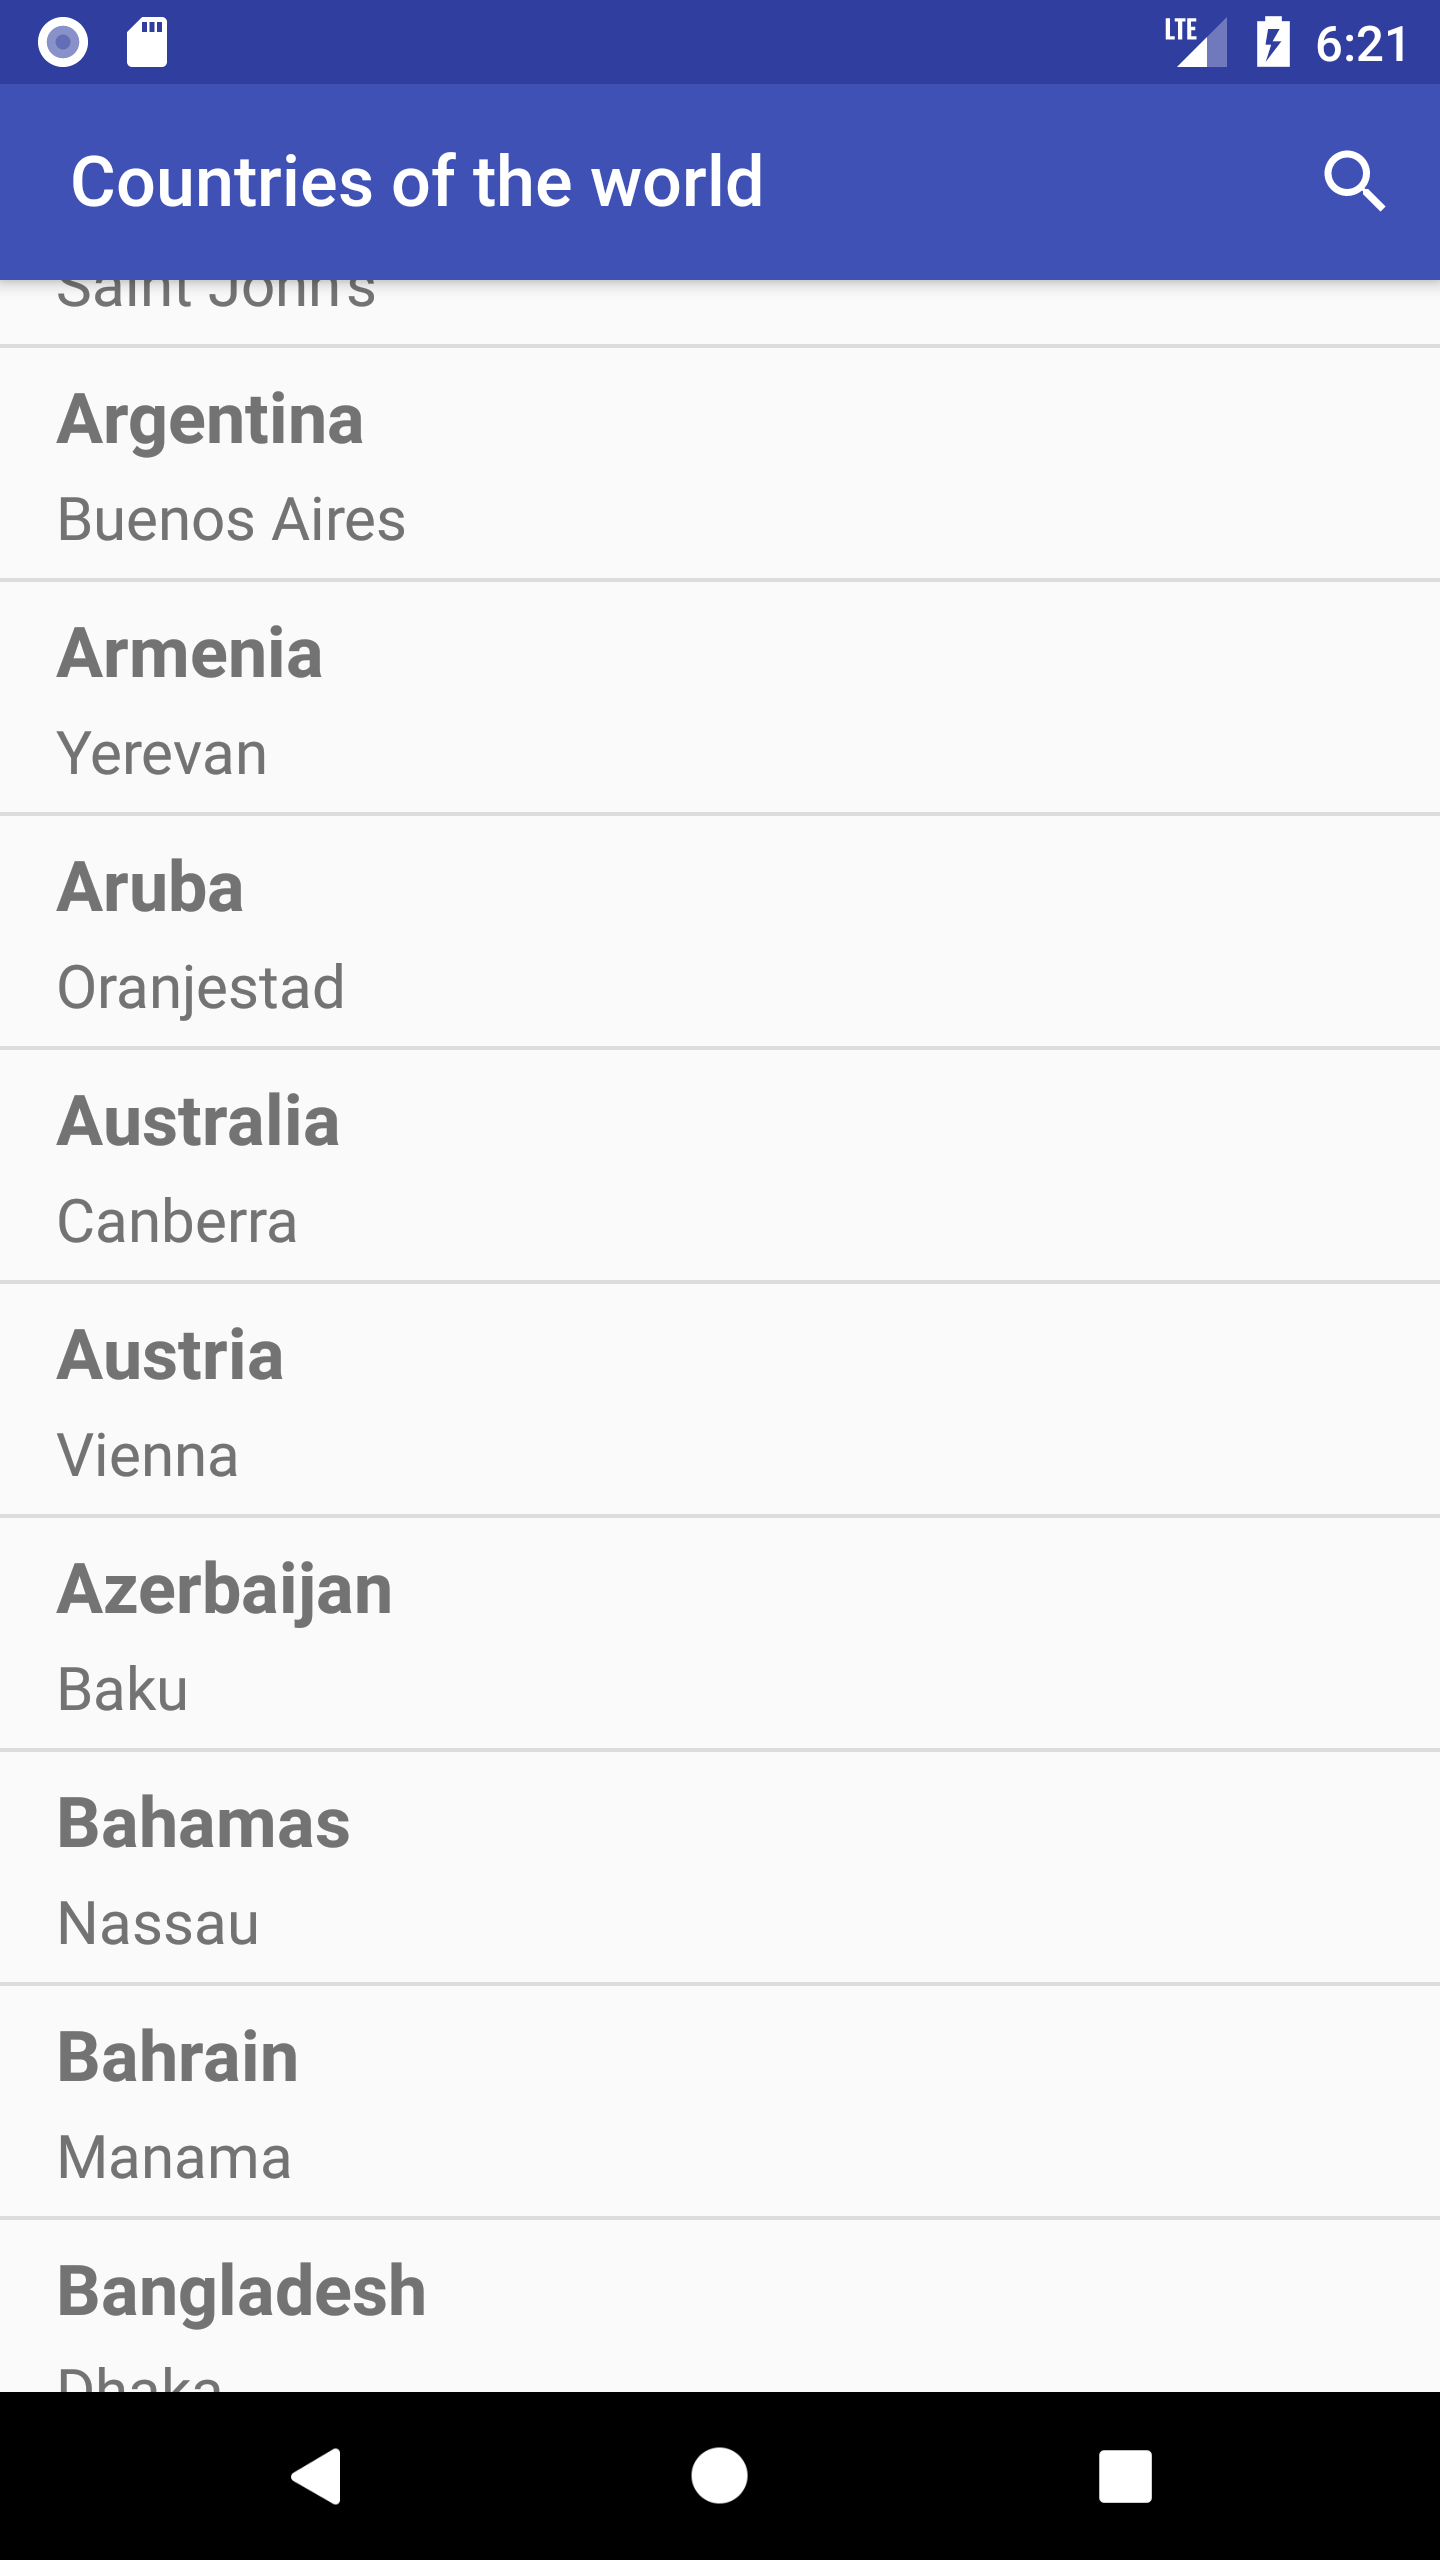 LTE 6:21
Countries of the world
Saint John's
Argentina
Buenos Aires
Armenia
Yerevan
Aruba
Oranjestad
Australia
Canberra
Austria
Vienna
Azerbaijan
Baku
Bahamas
Nassau
Bahrain
Manama
Bangladesh
Dhaka